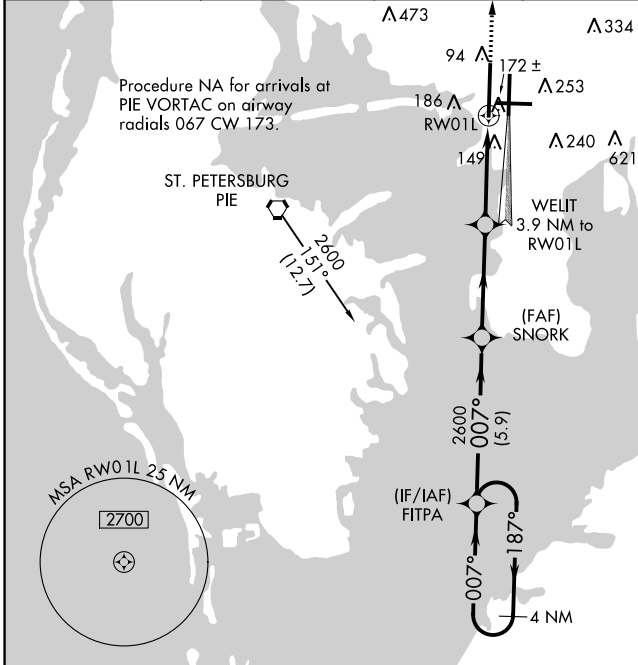 473
334
94
172 ±
253
Procedure NA for arrivals at
PIE VORTAC on airway
radials 067 CW 173.
186
RW01L
149
240
621
ST. PETERSBURG
PIE
WELIT
3.9 NM to
RW01L
2600
151°
(12.7)
(FAF)
SNORK
2600
007°
(5.9)
MSA RW01L 25 NM
2700
(IF/IAF)
FITPA
007°
187°
4 NM